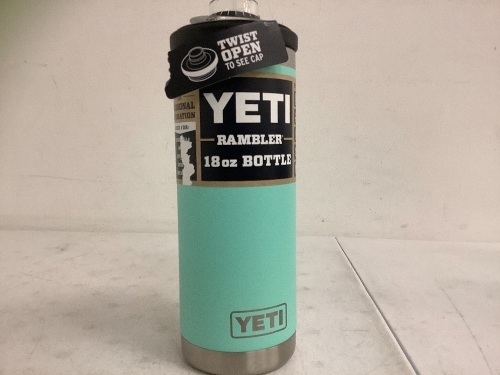 TWIST
OPEN
TO SEE CAP
YETI
RAMBLER
18oz BOTTLE
YETI